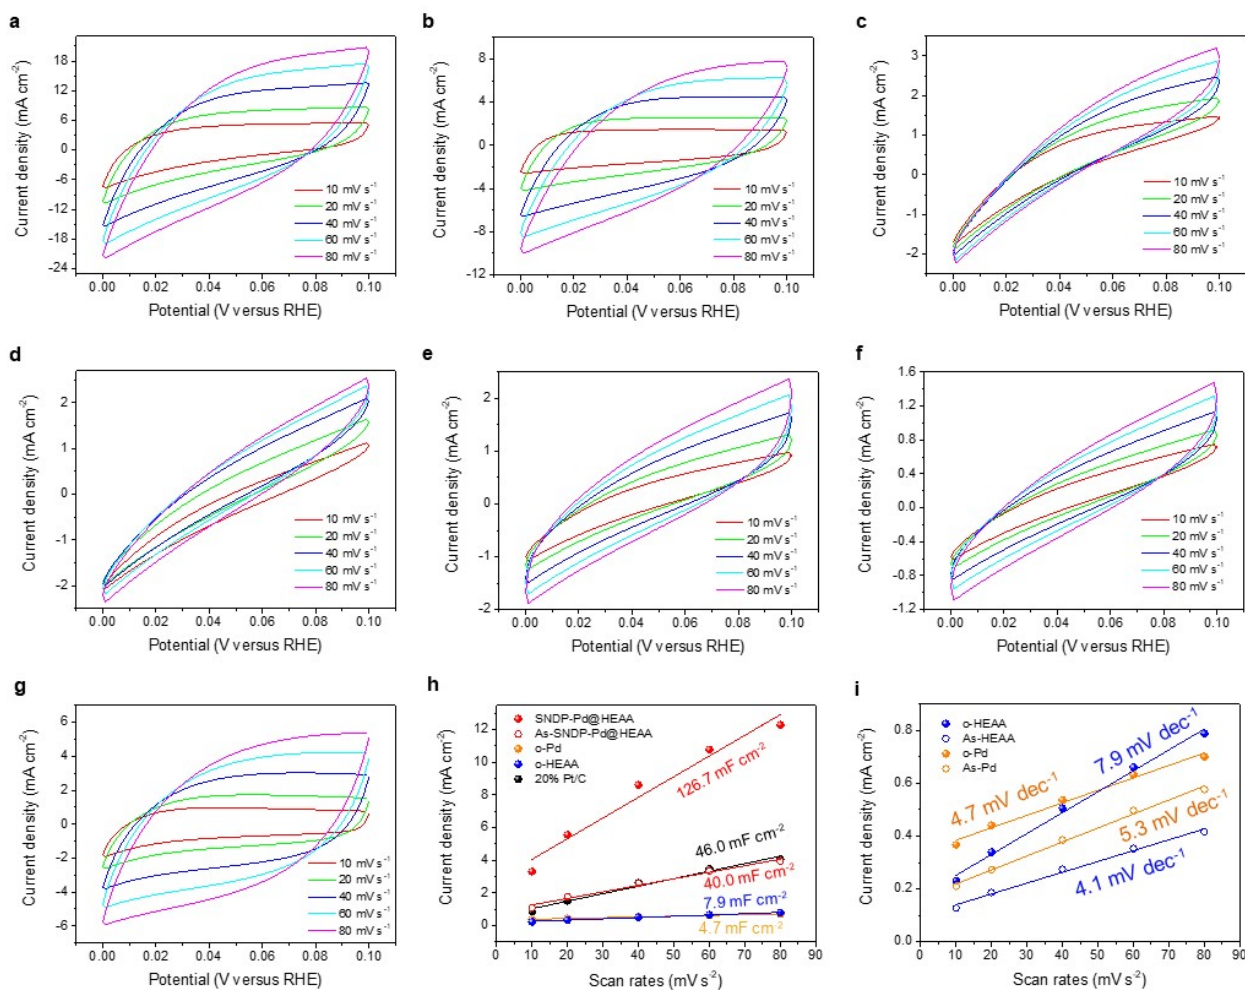 a
Current density (mA cm⁻²)
18
12
6
0
-6
-12
-18
-24
10 mV s⁻¹
20 mV s⁻¹
40 mV s⁻¹
60 mV s⁻¹
80 mV s⁻¹
0.00 0.02 0.04 0.06 0.08 0.10
Potential (V versus RHE)
b
Current density (mA cm⁻²)
8
4
0
-4
-8
-12
10 mV s⁻¹
20 mV s⁻¹
40 mV s⁻¹
60 mV s⁻¹
80 mV s⁻¹
0.00 0.02 0.04 0.06 0.08 0.10
Potential (V versus RHE)
c
Current density (mA cm⁻²)
3
2
1
0
-1
-2
10 mV s⁻¹
20 mV s⁻¹
40 mV s⁻¹
60 mV s⁻¹
80 mV s⁻¹
0.00 0.02 0.04 0.06 0.08 0.10
Potential (V versus RHE)
d
Current density (mA cm⁻²)
2
1
0
-1
-2
10 mV s⁻¹
20 mV s⁻¹
40 mV s⁻¹
60 mV s⁻¹
80 mV s⁻¹
0.00 0.02 0.04 0.06 0.08 0.10
Potential (V versus RHE)
e
Current density (mA cm⁻²)
2
1
0
-1
-2
10 mV s⁻¹
20 mV s⁻¹
40 mV s⁻¹
60 mV s⁻¹
80 mV s⁻¹
0.00 0.02 0.04 0.06 0.08 0.10
Potential (V versus RHE)
f
Current density (mA cm⁻²)
1.6
1.2
0.8
0.4
0.0
-0.4
-0.8
-1.2
10 mV s⁻¹
20 mV s⁻¹
40 mV s⁻¹
60 mV s⁻¹
80 mV s⁻¹
0.00 0.02 0.04 0.06 0.08 0.10
Potential (V versus RHE)
g
Current density (mA cm⁻²)
6
4
2
0
-2
-4
-6
10 mV s⁻¹
20 mV s⁻¹
40 mV s⁻¹
60 mV s⁻¹
80 mV s⁻¹
0.00 0.02 0.04 0.06 0.08 0.10
Potential (V versus RHE)
h
Current density (mA cm⁻²)
12
10
8
6
4
2
0
SNDP-Pd@HEAA
As-SNDP-Pd@HEAA
o-Pd
o-HEAA
20% Pt/C
126.7 mF cm⁻²
46.0 mF cm⁻²
40.0 mF cm⁻²
7.9 mF cm⁻²
4.7 mF cm⁻²
10 20 30 40 50 60 70 80 90
Scan rates (mV s⁻²)
i
Current density (mA cm⁻²)
0.8
0.6
0.4
0.2
0.0
o-HEAA
As-HEAA
o-Pd
As-Pd
7.9 mV dec⁻¹
4.7 mV dec⁻¹
5.3 mV dec⁻¹
4.1 mV dec⁻¹
10 20 30 40 50 60 70 80 90
Scan rates (mV s⁻²)